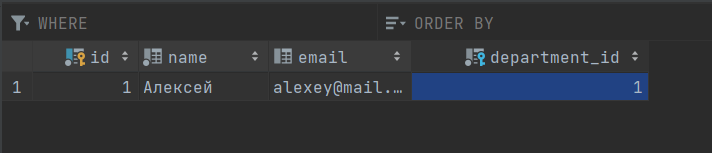 WHERE ORDER BY
id name email department_id
1 1 Алексей alexey@mail.… 1